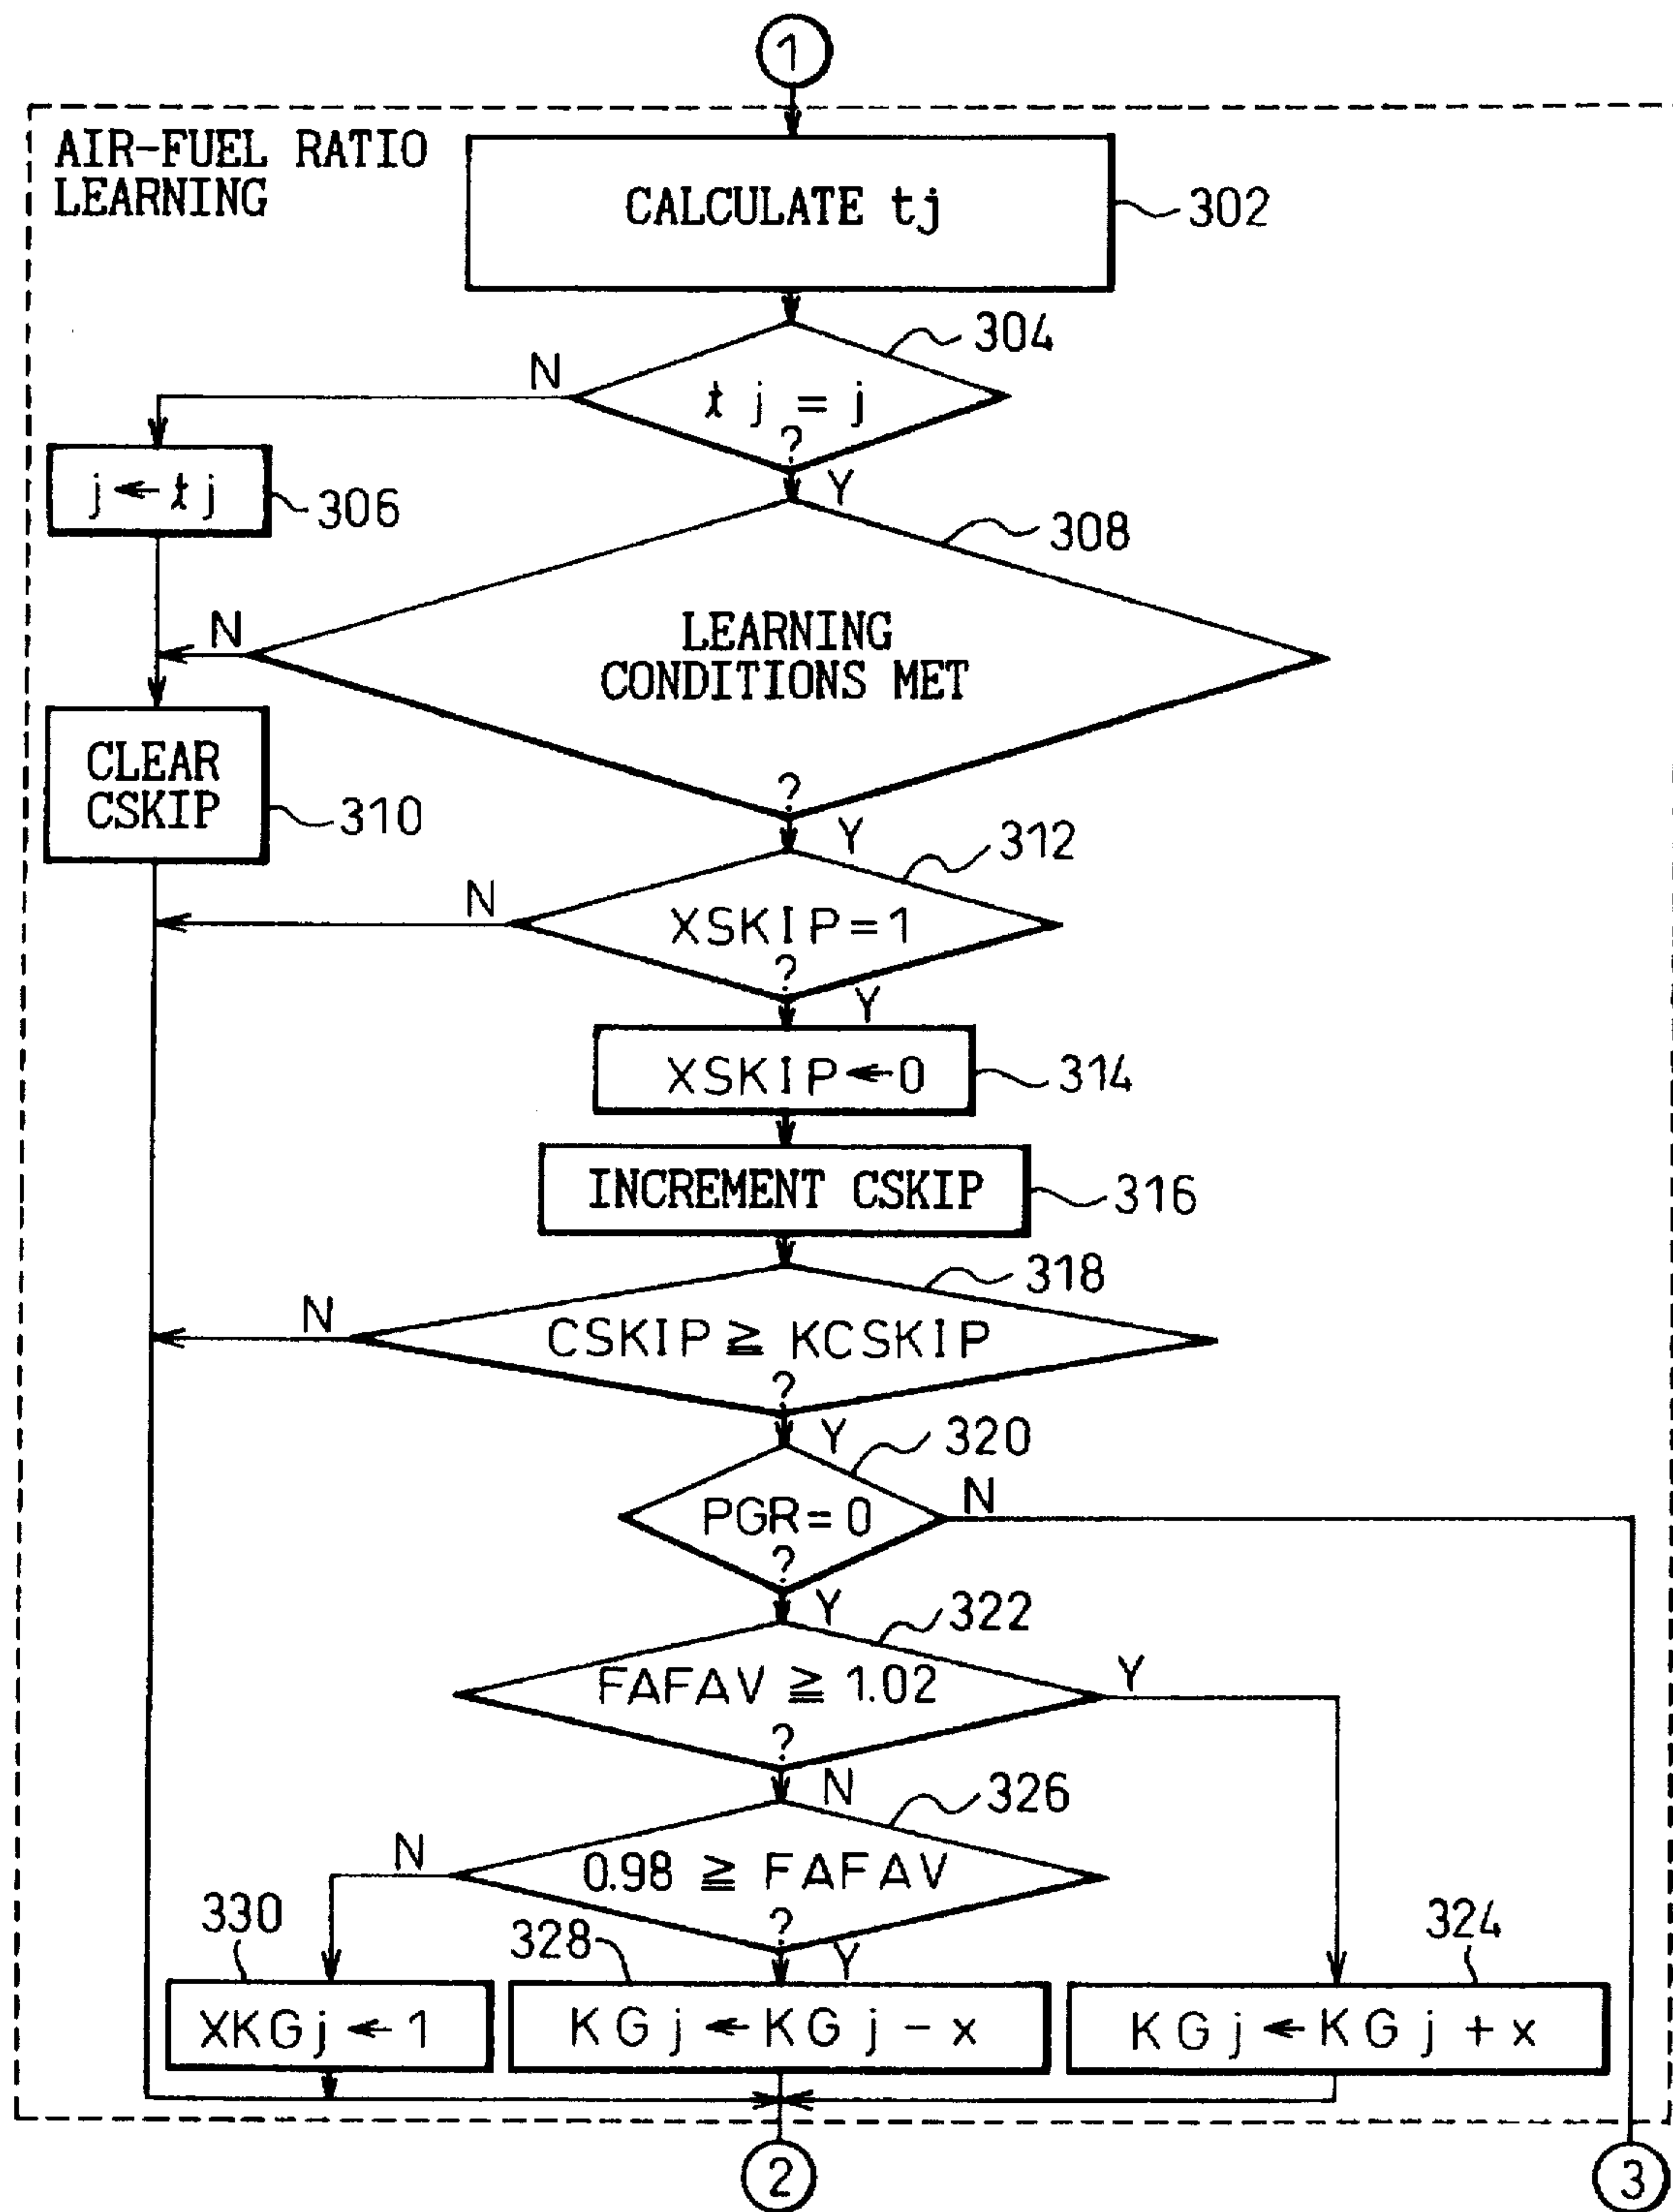 1
AIR-FUEL RATIO
LEARNING
CALCULATE tj
302
304
N
tj = j
?
Y
j ← tj
306
308
N
LEARNING
CONDITIONS MET
?
Y
CLEAR
CSKIP
310
312
N
XSKIP = 1
?
Y
XSKIP ← 0
314
INCREMENT CSKIP
316
318
N
CSKIP ≧ KCSKIP
?
Y
320
PGR = 0
N
?
Y
322
FAFAV ≧ 1.02
Y
?
N
326
N
0.98 ≧ FAFAV
?
Y
330
328
324
XKGj ← 1
KGj ← KGj - x
KGj ← KGj + x
2
3